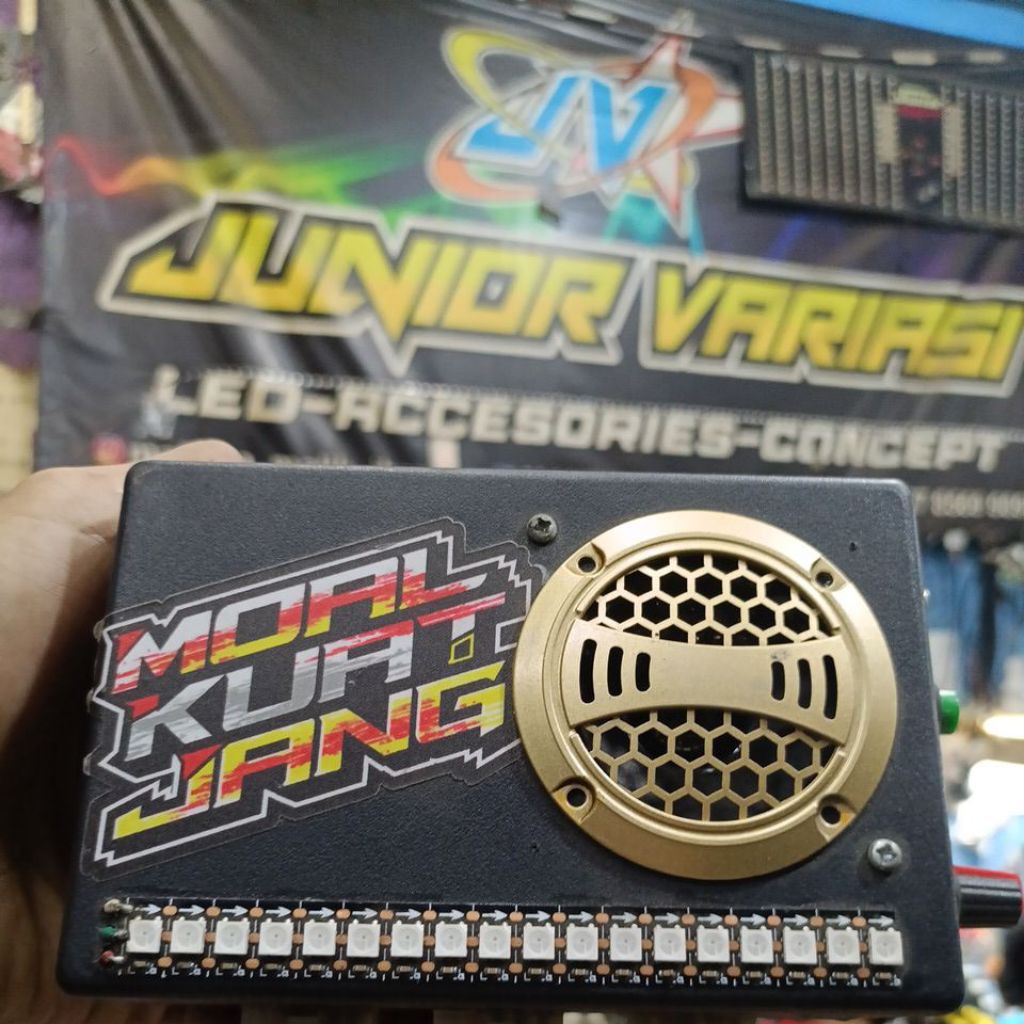 JV
JUNIOR VARIASI
LED-ACCESORIES-CONCEPT
MOAL
KUAT
JANG